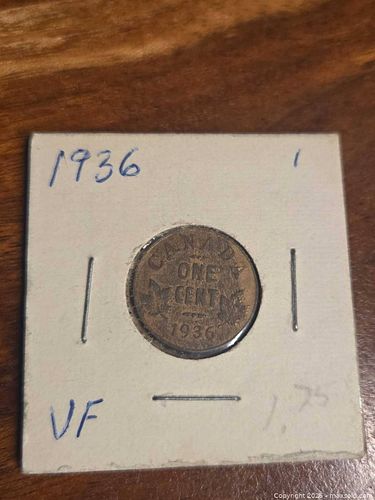 1936 1
CANADA
ONE
CENT
1936
VF 1.75
Copyright 2026 - maxsold.com